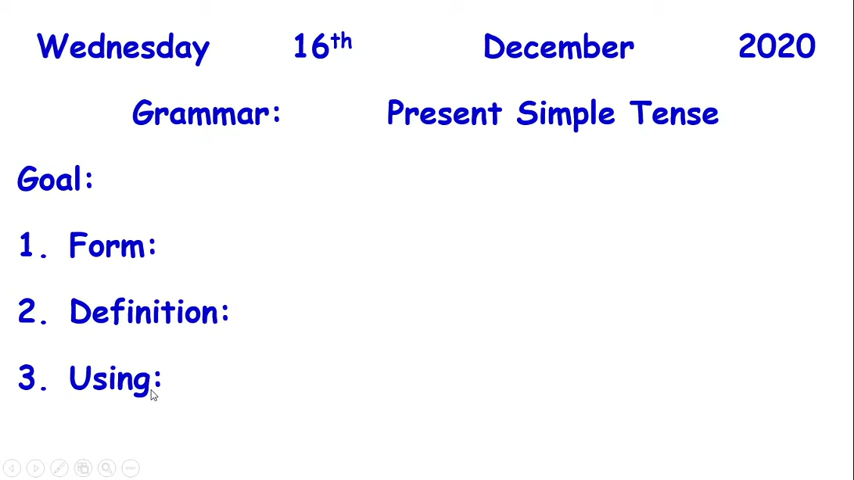 Wednesday 16th December 2020
Grammar: Present Simple Tense
Goal:
1. Form:
2. Definition:
3. Using: